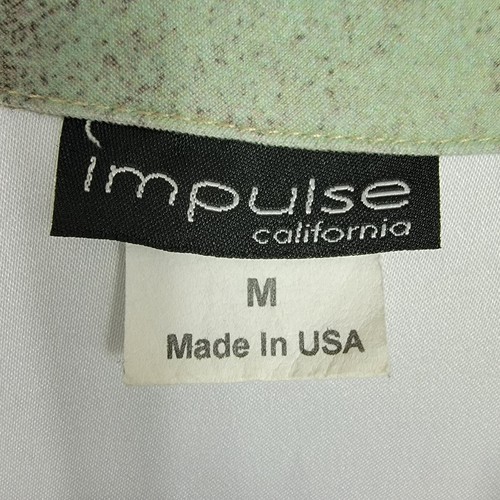 impulse
california
M
Made In USA